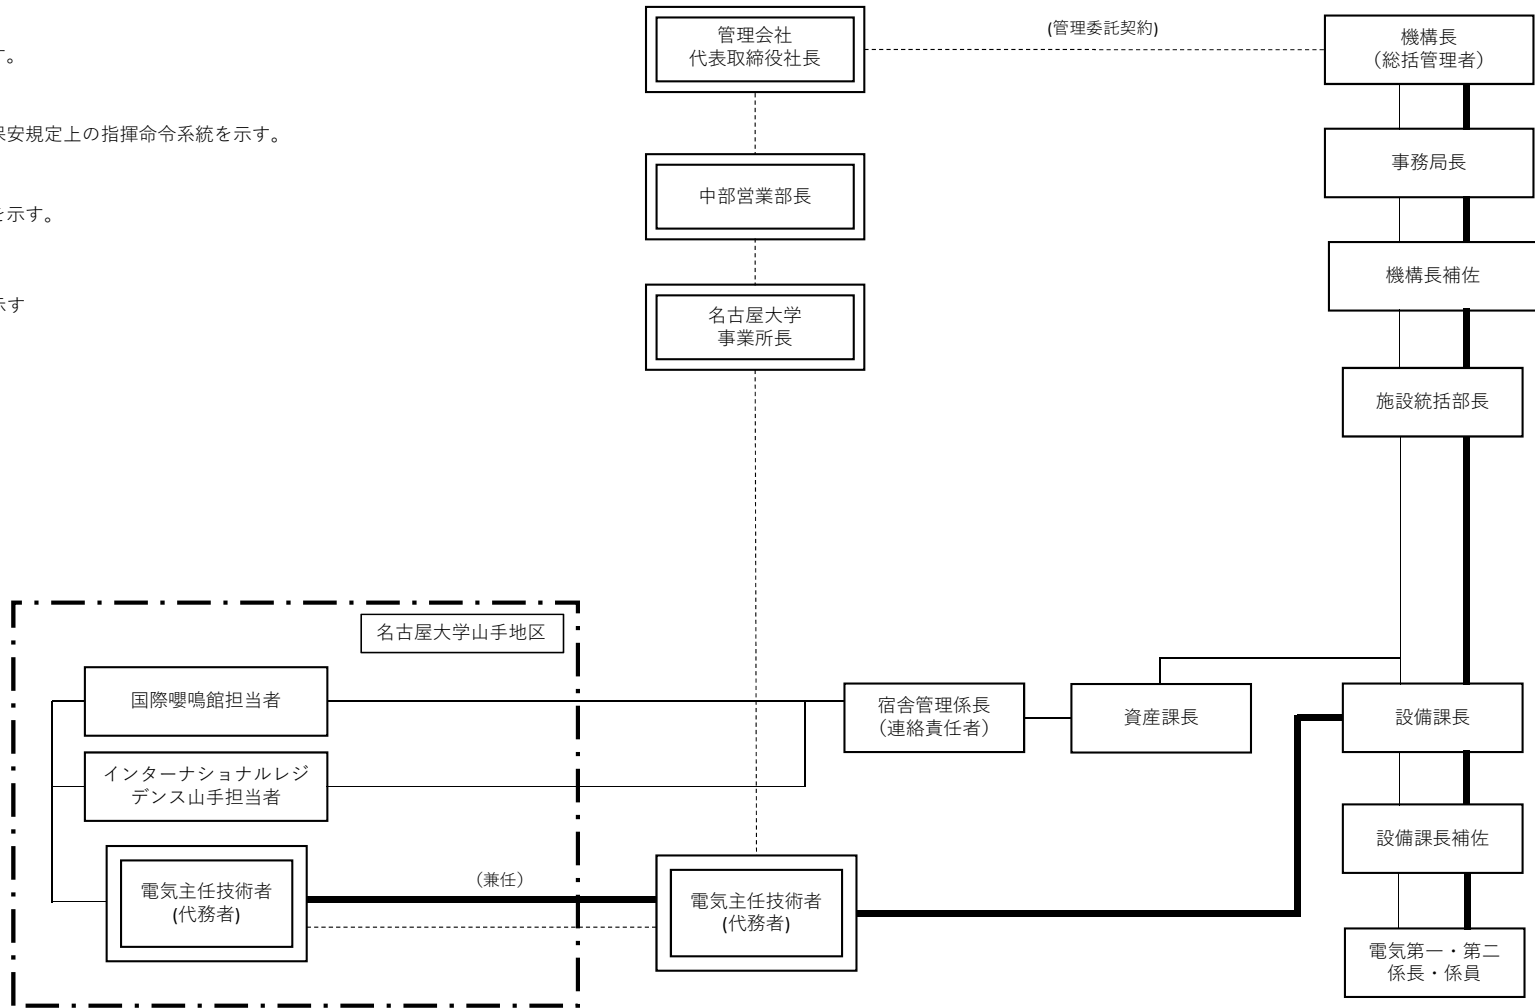 管理会社
代表取締役社長
(管理委託契約)
機構長
（総括管理者）
す。
保安規定上の指揮命令系統を示す。
事務局長
中部営業部長
を示す。
機構長補佐
示す
名古屋大学
事業所長
施設統括部長
名古屋大学山手地区
国際嚶鳴館担当者
宿舎管理係長
（連絡責任者）
資産課長
設備課長
インターナショナルレジ
デンス山手担当者
設備課長補佐
電気主任技術者
(代務者)
（兼任）
電気主任技術者
(代務者)
電気第一・第二
係長・係員